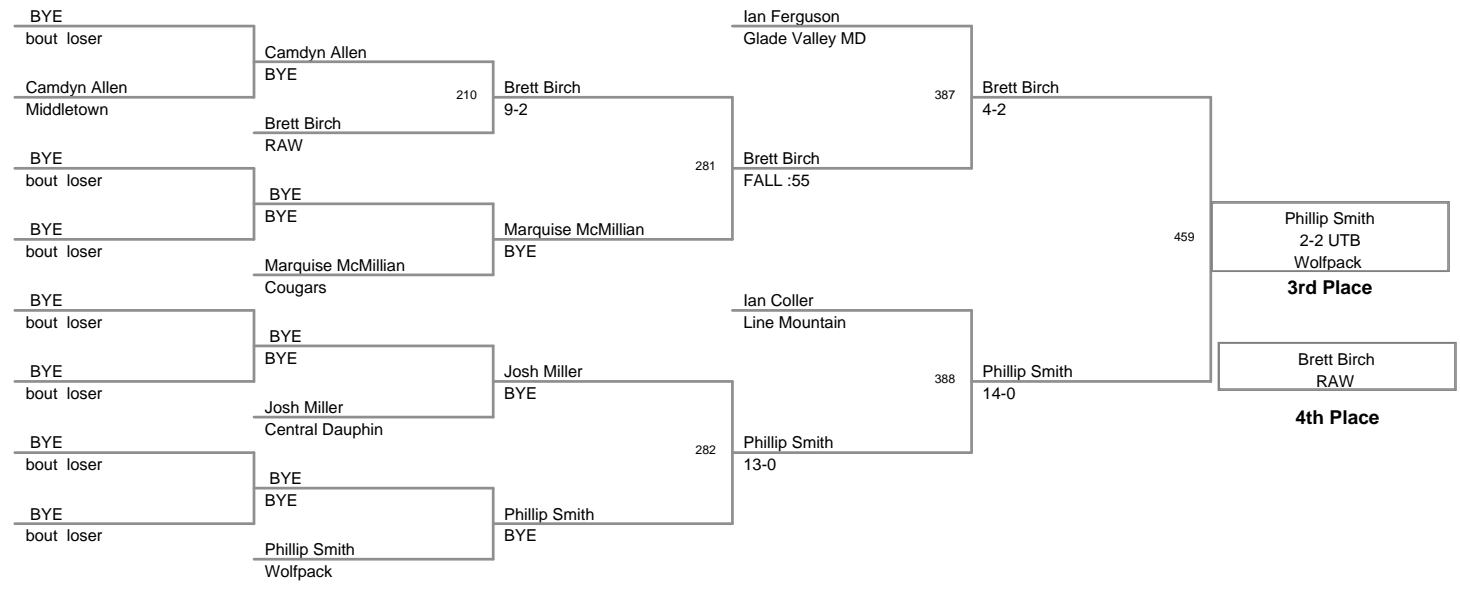 BYE
bout loser
Camdyn Allen
Middletown
BYE
bout loser
BYE
bout loser
BYE
bout loser
BYE
bout loser
BYE
bout loser
BYE
bout loser
Camdyn Allen
BYE
210
Brett Birch
RAW
BYE
BYE
Marquise McMillian
Cougars
BYE
BYE
Josh Miller
Central Dauphin
BYE
BYE
Phillip Smith
Wolfpack
Brett Birch
9-2
281
Marquise McMillian
BYE
Josh Miller
BYE
282
Phillip Smith
BYE
Ian Ferguson
Glade Valley MD
387
Brett Birch
FALL :55
Ian Coller
Line Mountain
388
Phillip Smith
13-0
Brett Birch
4-2
459
Phillip Smith
14-0
Phillip Smith
2-2 UTB
Wolfpack
3rd Place
Brett Birch
RAW
4th Place